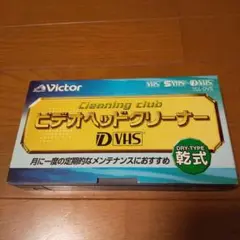 Victor
VHS SVHS DVHS
Cleaning club
ビデオヘッドクリーナー
D VHS
DRY-TYPE
乾式
月に一度の定期的なメンテナンスにおすすめ